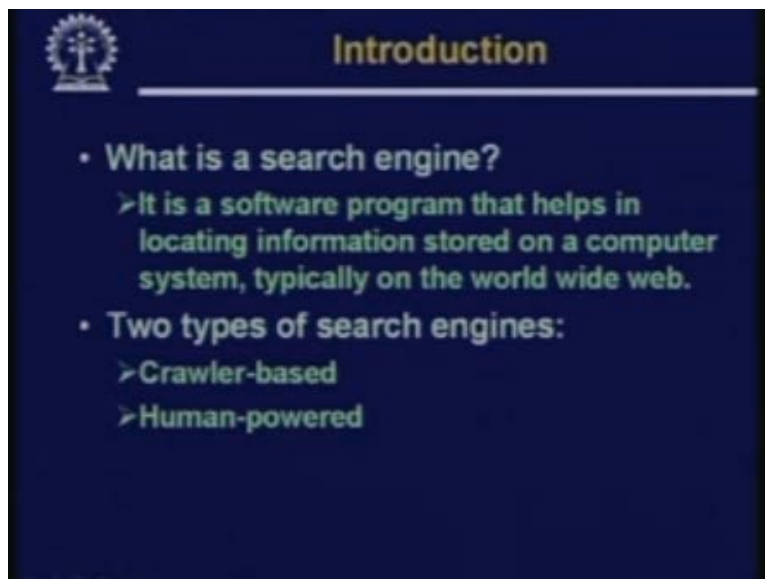 Introduction
• What is a search engine?
➢It is a software program that helps in
locating information stored on a computer
system, typically on the world wide web.
• Two types of search engines:
➢Crawler-based
➢Human-powered